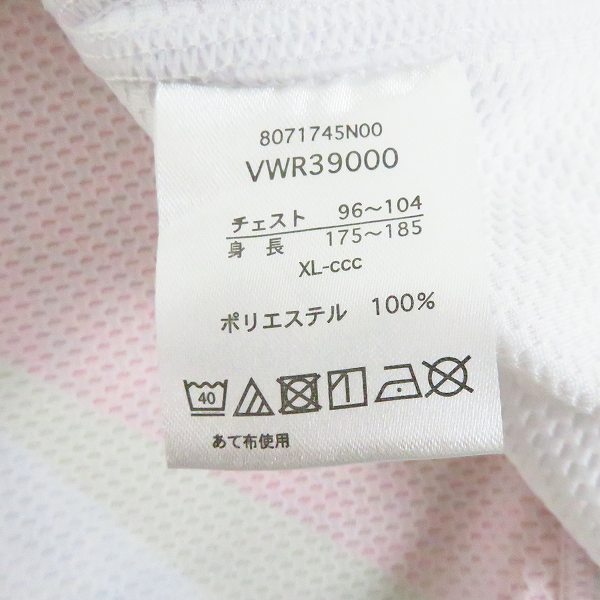 8071745N00
VWR39000
チェスト 96～104
身長 175～185
XL-ccc
ポリエステル 100%
40
あて布使用